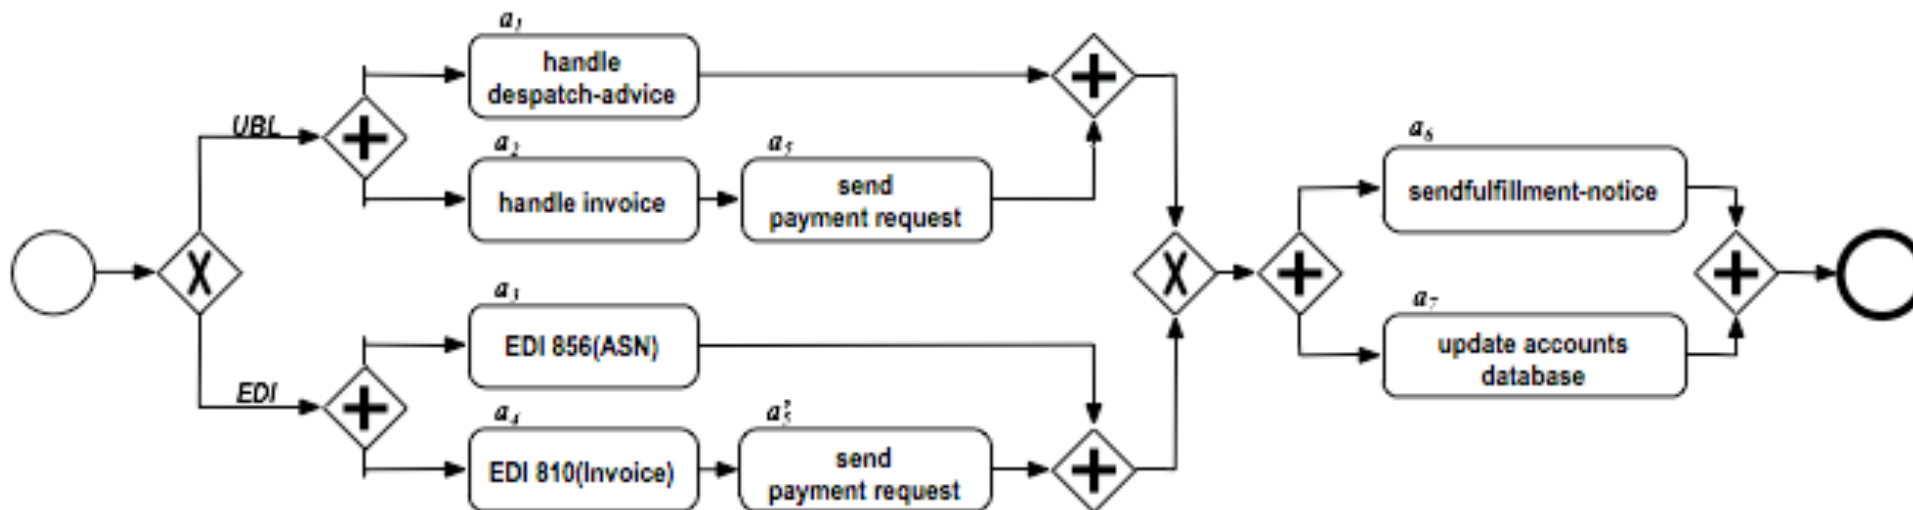 a1
handle
despatch-advice
UBL
a2
handle invoice
a5
send
payment request
a6
sendfulfillment-notice
a3
EDI 856(ASN)
EDI
a4
EDI 810(Invoice)
send
payment request
a7
update accounts
database